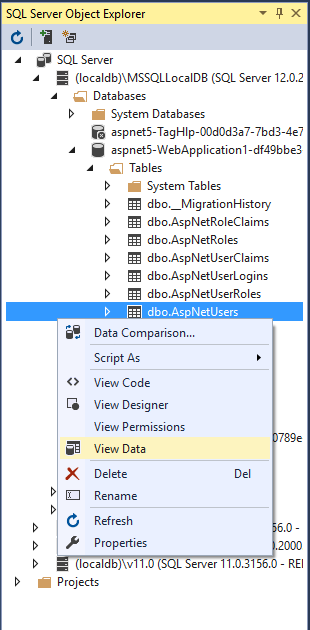 SQL Server Object Explorer
SQL Server
(localdb)\MSSQLLocalDB (SQL Server 12.0.2
Databases
System Databases
aspnet5-TagHlp-00d0d3a7-7bd3-4e7
aspnet5-WebApplication1-df49bbe3
Tables
System Tables
dbo.__MigrationHistory
dbo.AspNetRoleClaims
dbo.AspNetRoles
dbo.AspNetUserClaims
dbo.AspNetUserLogins
dbo.AspNetUserRoles
dbo.AspNetUsers
Data Comparison...
Script As
View Code
View Designer
View Permissions
0789e
View Data
Delete Del
Rename
Refresh
.0 -
Properties
.0.2000
(localdb)\v11.0 (SQL Server 11.0.3156.0 - REI
Projects